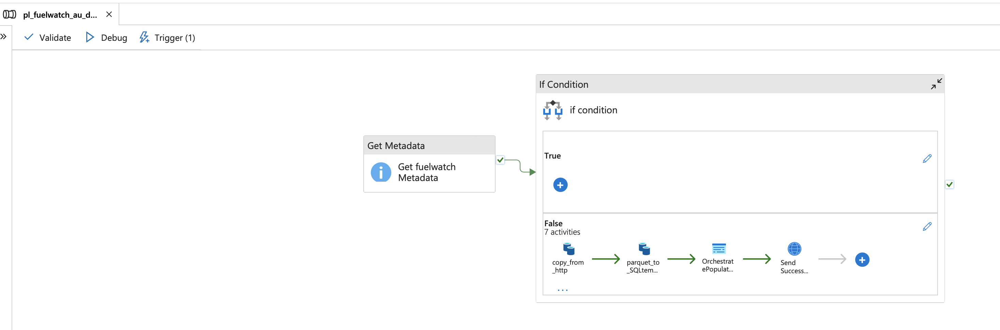 pl_fuelwatch_au_d...
Validate
Debug
Trigger (1)
If Condition
if condition
Get Metadata
Get fuelwatch
Metadata
True
False
7 activities
copy_from
_http
parquet_to
_SQLtem...
Orchestrat
ePopulat...
Send
Success...
...